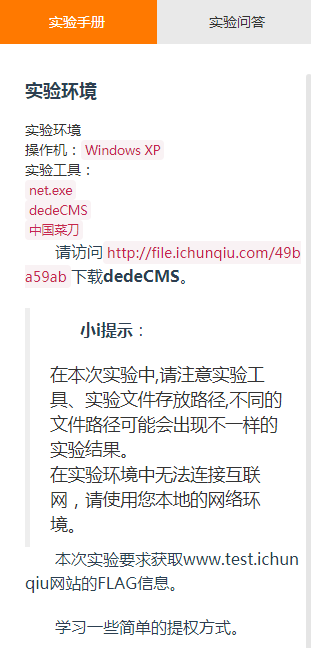 实验手册 实验问答
实验环境
实验环境
操作机：Windows XP
实验工具：
net.exe
dedeCMS
中国菜刀
请访问 http://file.ichunqiu.com/49b
a59ab 下载dedeCMS。
小i提示：
在本次实验中,请注意实验工
具、实验文件存放路径,不同的
文件路径可能会出现不一样的
实验结果。
在实验环境中无法连接互联
网，请使用您本地的网络环
境。
本次实验要求获取www.test.ichun
qiu网站的FLAG信息。
学习一些简单的提权方式。